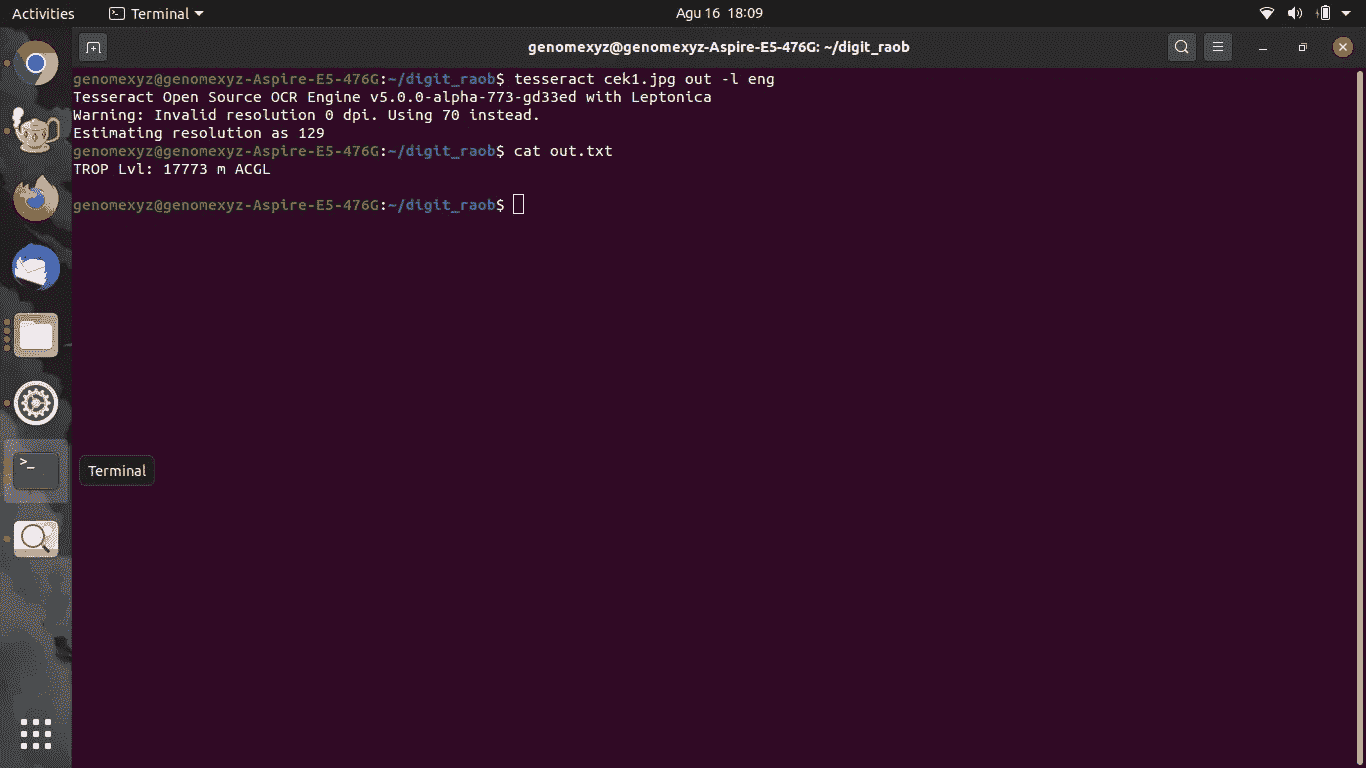 Activities
Terminal
Agu 16 18:09
genomexyz@genomexyz-Aspire-E5-476G: ~/digit_raob
genomexyz@genomexyz-Aspire-E5-476G:~/digit_raob$ tesseract cek1.jpg out -l eng
Tesseract Open Source OCR Engine v5.0.0-alpha-773-gd33ed with Leptonica
Warning: Invalid resolution 0 dpi. Using 70 instead.
Estimating resolution as 129
genomexyz@genomexyz-Aspire-E5-476G:~/digit_raob$ cat out.txt
TROP Lvl: 17773 m ACGL
genomexyz@genomexyz-Aspire-E5-476G:~/digit_raob$
>_
Terminal